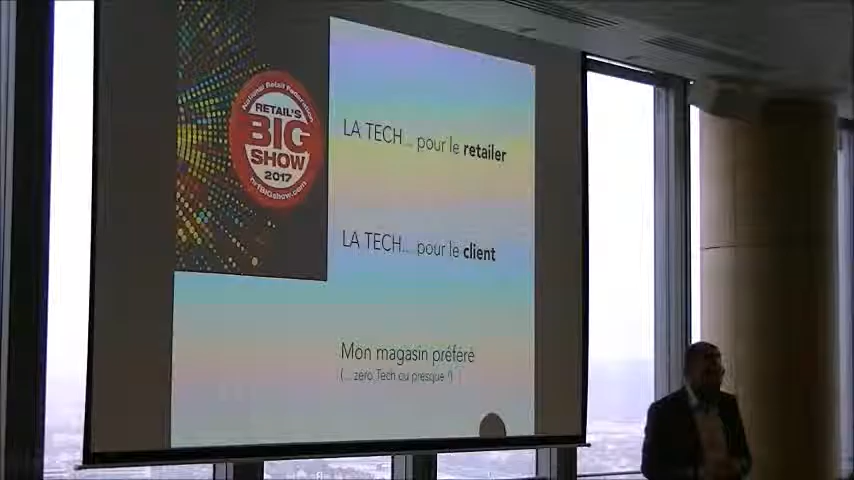 National Retail Federation
RETAIL'S
BIG
SHOW
2017
nrfBIGshow.com
LA TECH... pour le retailer
LA TECH... pour le client
Mon magasin préféré
(... zéro Tech ou presque !)